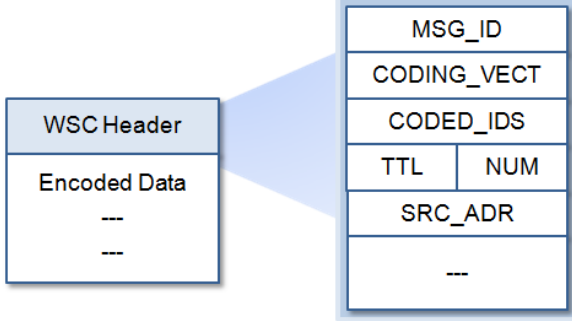 WSC Header
Encoded Data
---
---
MSG_ID
CODING_VECT
CODED_IDS
TTL NUM
SRC_ADR
---